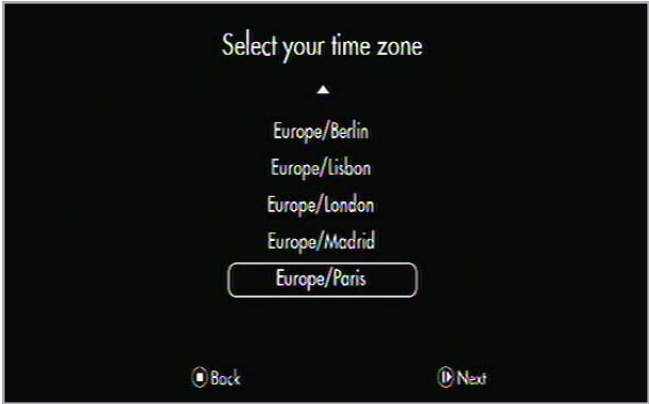 Select your time zone
Europe/Berlin
Europe/Lisbon
Europe/London
Europe/Madrid
Europe/Paris
Back Next